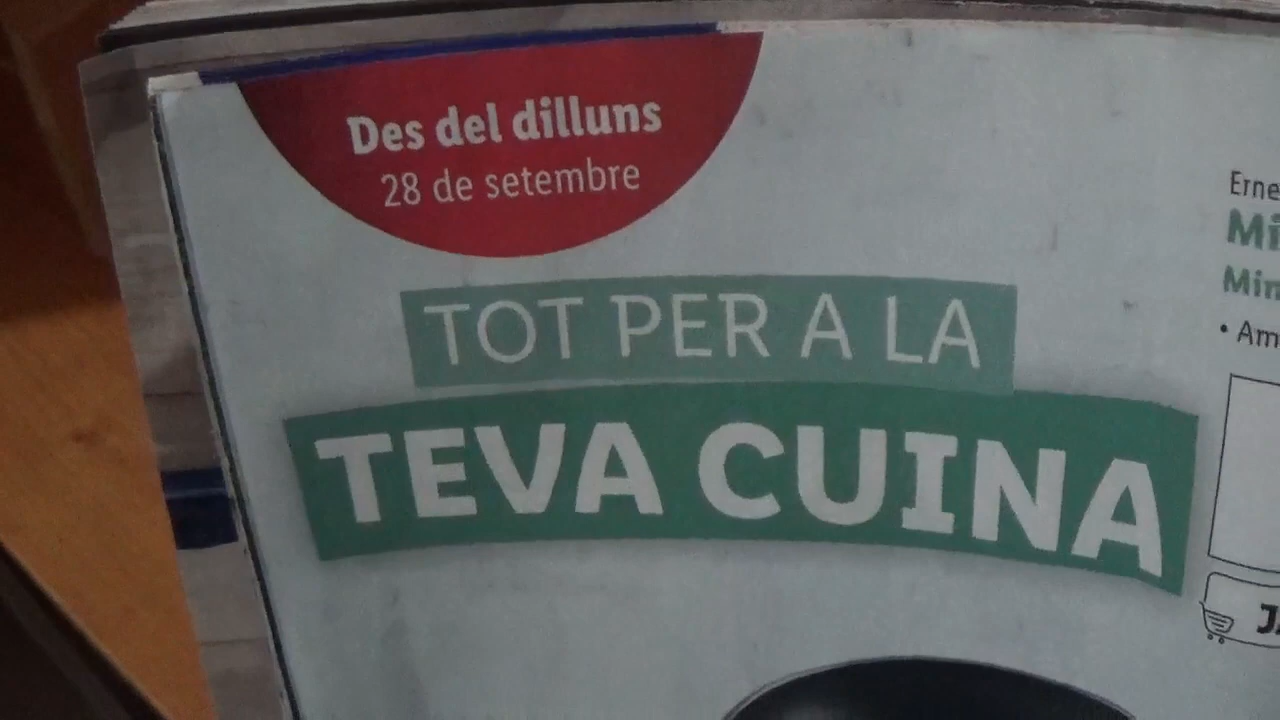 Des del dilluns
28 de setembre
TOT PER A LA
TEVA CUINA